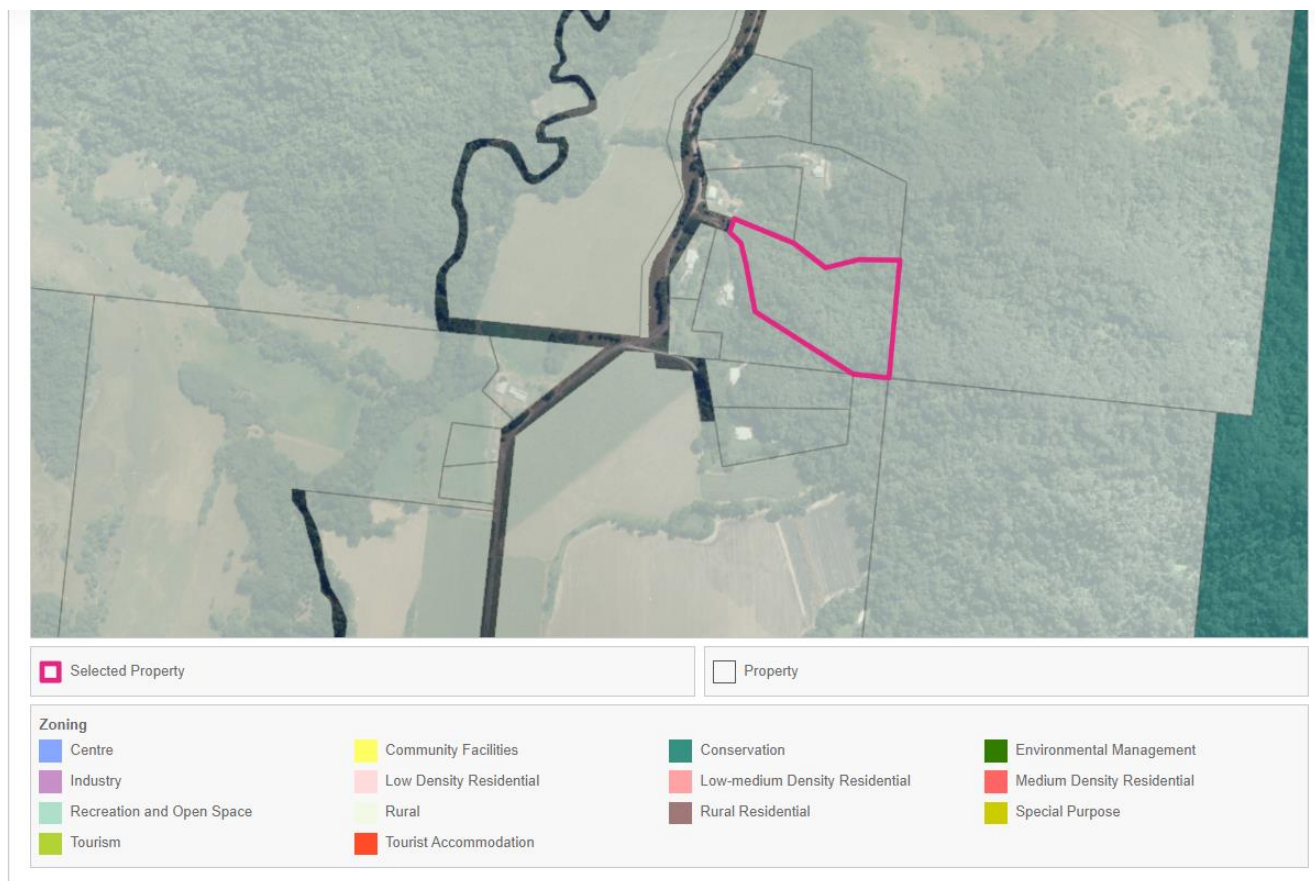 Selected Property
Property
Zoning
Centre
Community Facilities
Conservation
Environmental Management
Industry
Low Density Residential
Low-medium Density Residential
Medium Density Residential
Recreation and Open Space
Rural
Rural Residential
Special Purpose
Tourism
Tourist Accommodation